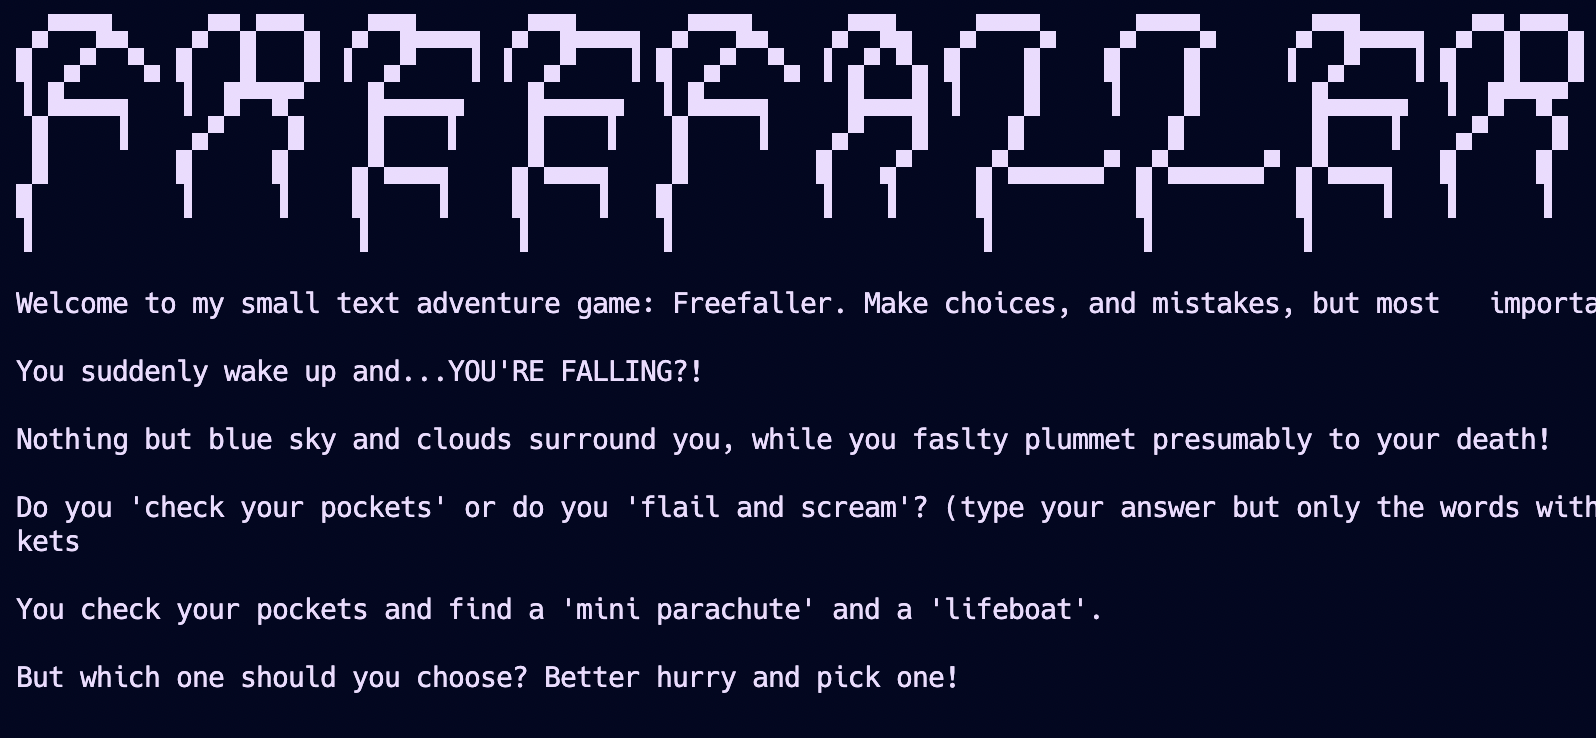 FREEFALLER
Welcome to my small text adventure game: Freefaller. Make choices, and mistakes, but most   importa
You suddenly wake up and...YOU'RE FALLING?!
Nothing but blue sky and clouds surround you, while you faslty plummet presumably to your death!
Do you 'check your pockets' or do you 'flail and scream'? (type your answer but only the words with
kets
You check your pockets and find a 'mini parachute' and a 'lifeboat'.
But which one should you choose? Better hurry and pick one!